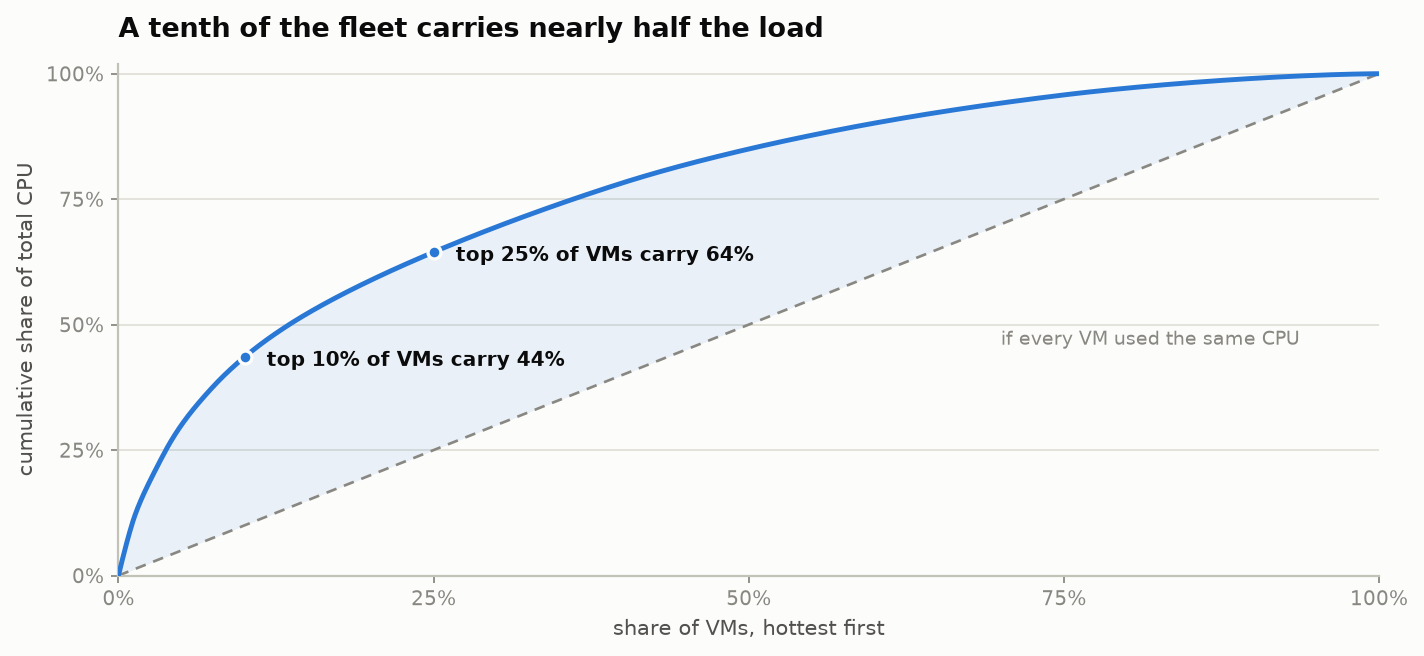 A tenth of the fleet carries nearly half the load
cumulative share of total CPU
100%
75%
50%
25%
0%
top 25% of VMs carry 64%
if every VM used the same CPU
top 10% of VMs carry 44%
0%
25%
50%
75%
100%
share of VMs, hottest first